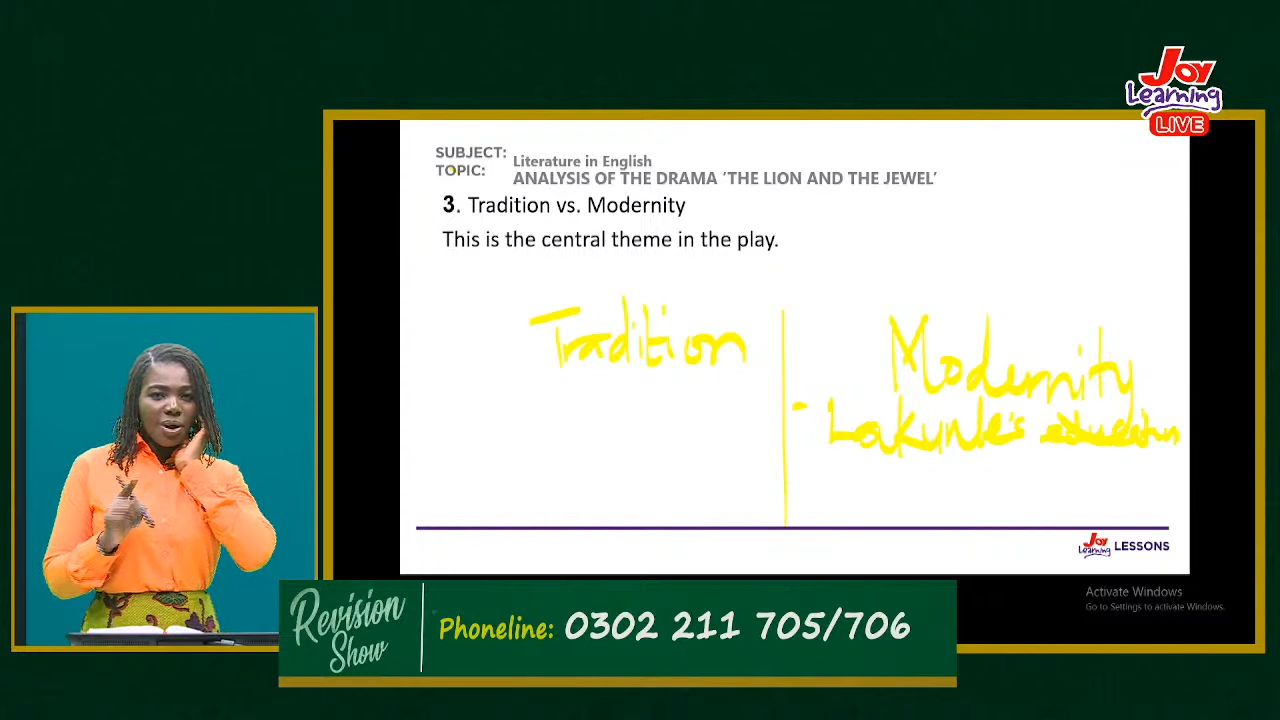 Joy
Learning
LIVE
SUBJECT: Literature in English
TOPIC: ANALYSIS OF THE DRAMA ‘THE LION AND THE JEWEL’
3. Tradition vs. Modernity
This is the central theme in the play.
Tradition
Modernity
- Lakunle's education
Joy Learning LESSONS
Activate Windows
Go to Settings to activate Windows.
Revision Show
Phoneline: 0302 211 705/706